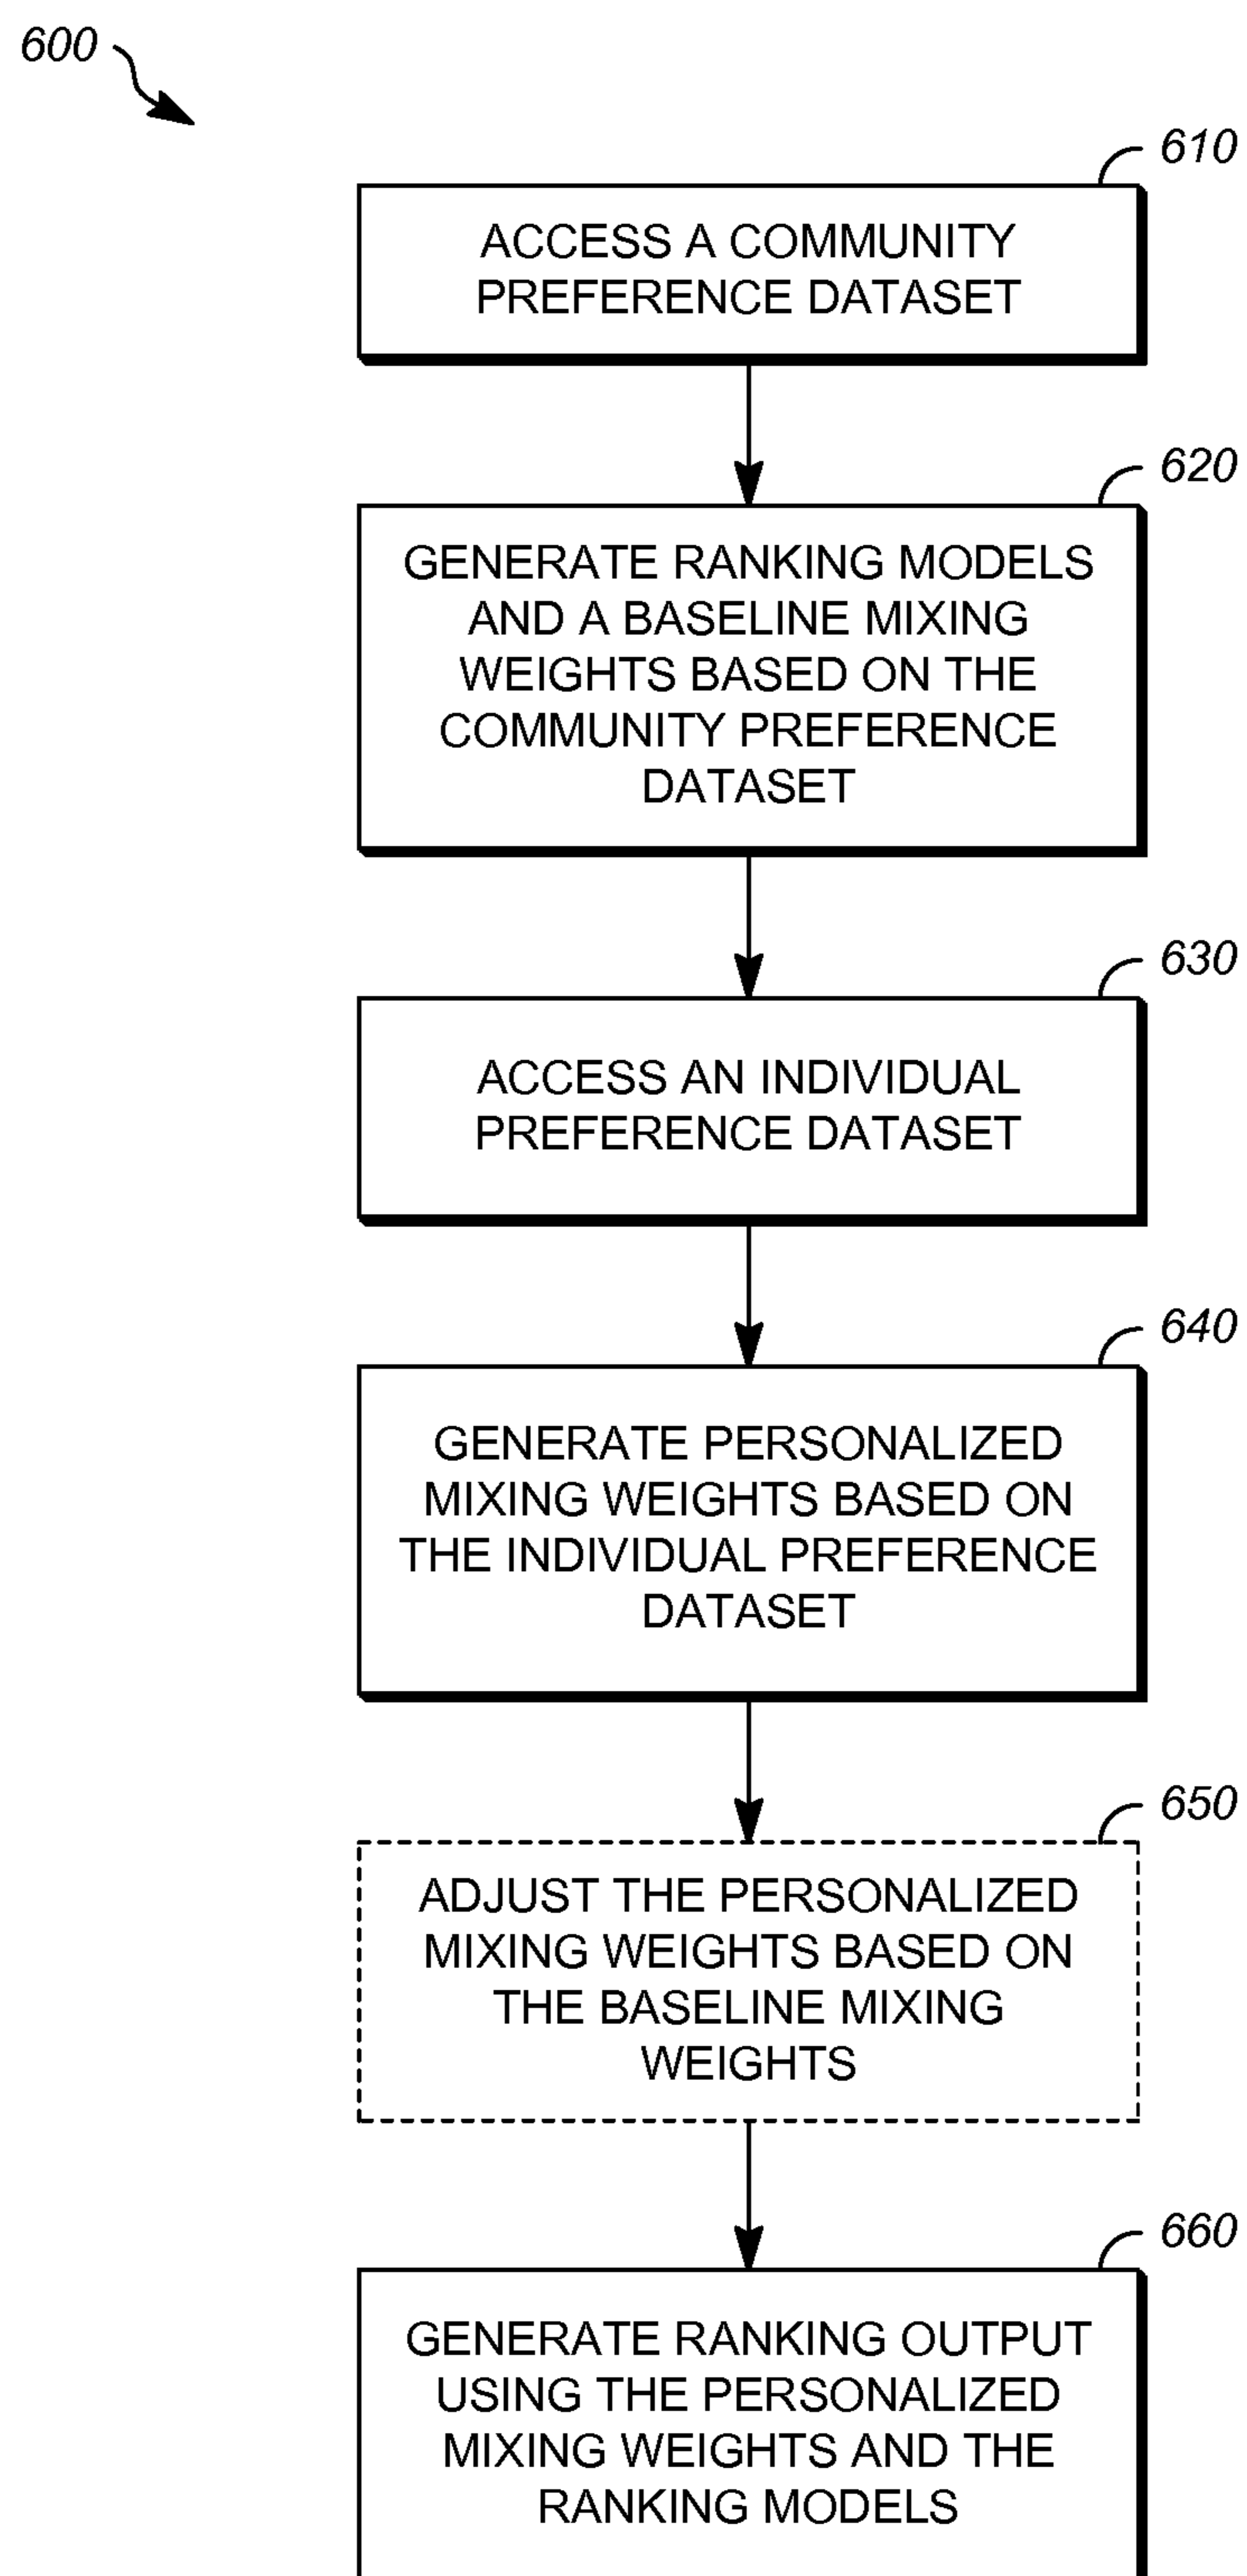 600
610
ACCESS A COMMUNITY
PREFERENCE DATASET
620
GENERATE RANKING MODELS
AND A BASELINE MIXING
WEIGHTS BASED ON THE
COMMUNITY PREFERENCE
DATASET
630
ACCESS AN INDIVIDUAL
PREFERENCE DATASET
640
GENERATE PERSONALIZED
MIXING WEIGHTS BASED ON
THE INDIVIDUAL PREFERENCE
DATASET
650
ADJUST THE PERSONALIZED
MIXING WEIGHTS BASED ON
THE BASELINE MIXING
WEIGHTS
660
GENERATE RANKING OUTPUT
USING THE PERSONALIZED
MIXING WEIGHTS AND THE
RANKING MODELS